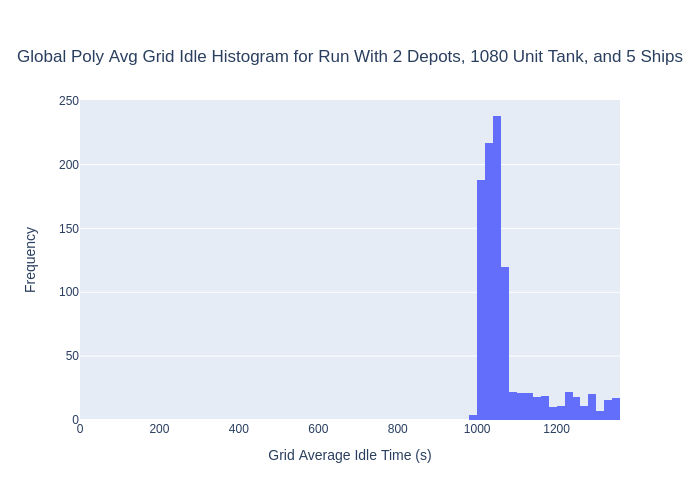 Global Poly Avg Grid Idle Histogram for Run With 2 Depots, 1080 Unit Tank, and 5 Ships
250
200
150
100
50
0
Frequency
0 200 400 600 800 1000 1200
Grid Average Idle Time (s)